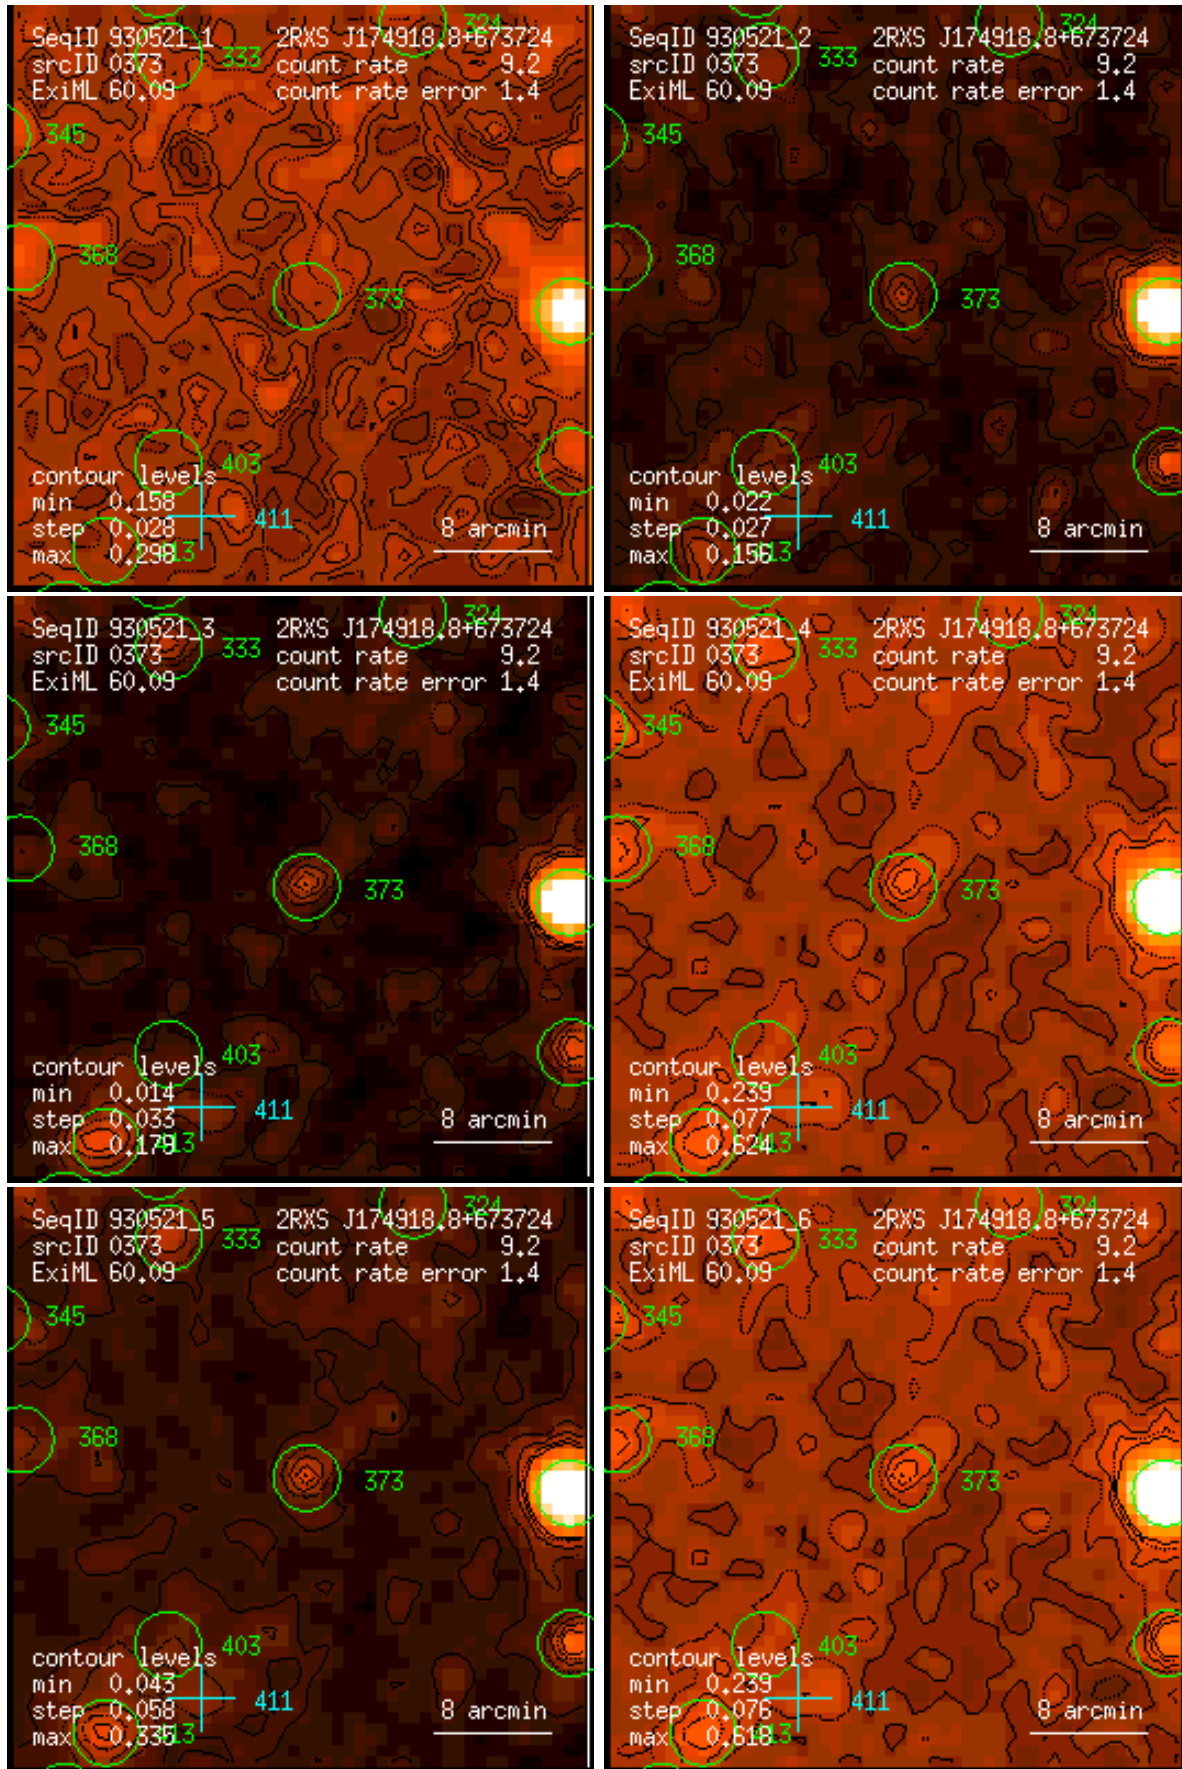 SeqID 930521_1 2RXS J174918.8+673724
srcID 0373 count rate 9.2
ExiML 60.09 count rate error 1.4
324
333
345
368
373
403
411
413
contour levels
min 0.158
step 0.028
max 0.298
8 arcmin
SeqID 930521_2 2RXS J174918.8+673724
srcID 0373 count rate 9.2
ExiML 60.09 count rate error 1.4
324
333
345
368
373
403
411
413
contour levels
min 0.022
step 0.027
max 0.156
8 arcmin
SeqID 930521_3 2RXS J174918.8+673724
srcID 0373 count rate 9.2
ExiML 60.09 count rate error 1.4
324
333
345
368
373
403
411
413
contour levels
min 0.014
step 0.033
max 0.178
8 arcmin
SeqID 930521_4 2RXS J174918.8+673724
srcID 0373 count rate 9.2
ExiML 60.09 count rate error 1.4
324
333
345
368
373
403
411
413
contour levels
min 0.239
step 0.077
max 0.624
8 arcmin
SeqID 930521_5 2RXS J174918.8+673724
srcID 0373 count rate 9.2
ExiML 60.09 count rate error 1.4
324
333
345
368
373
403
411
413
contour levels
min 0.043
step 0.058
max 0.335
8 arcmin
SeqID 930521_6 2RXS J174918.8+673724
srcID 0373 count rate 9.2
ExiML 60.09 count rate error 1.4
324
333
345
368
373
403
411
413
contour levels
min 0.239
step 0.076
max 0.618
8 arcmin